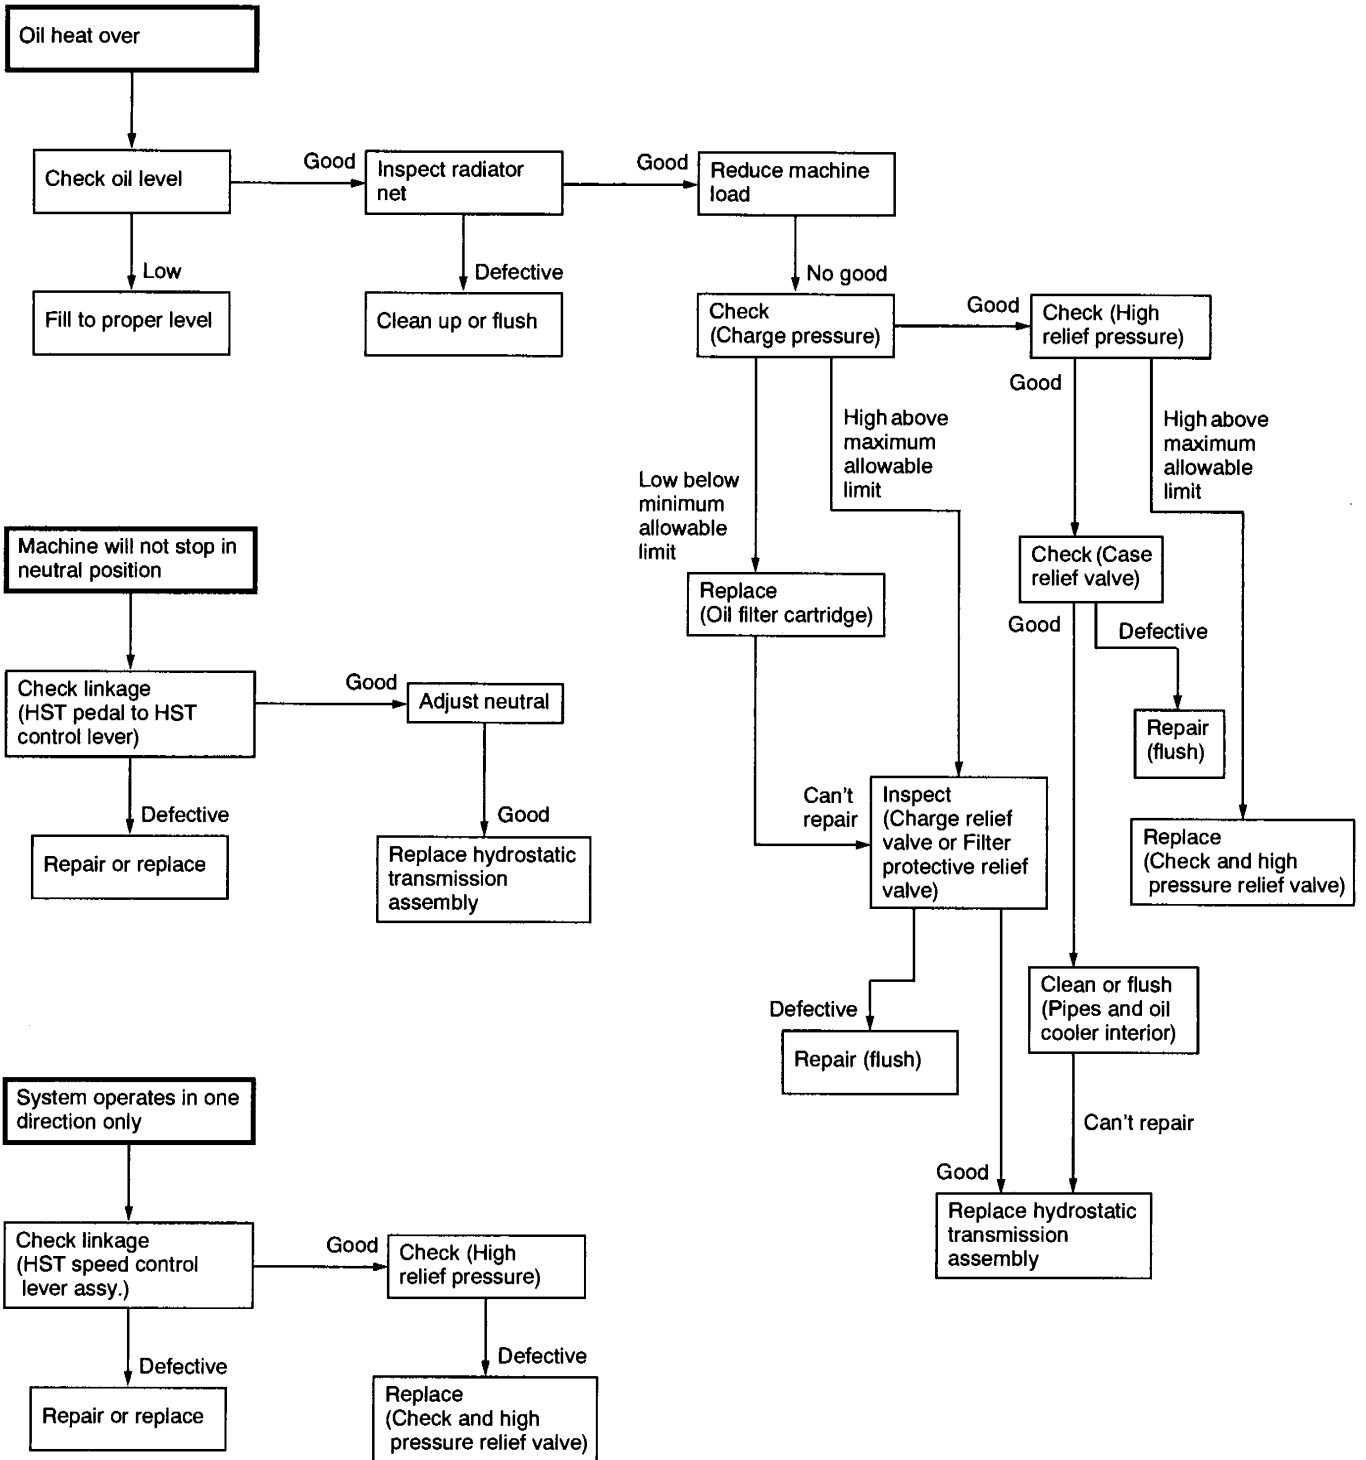 Oil heat over
Check oil level
Good
Inspect radiator
net
Good
Reduce machine
load
Low
Defective
No good
Fill to proper level
Clean up or flush
Check
(Charge pressure)
Good
Check (High
relief pressure)
Good
High above
maximum
allowable
limit
High above
maximum
allowable
limit
Low below
minimum
allowable
limit
Replace
(Oil filter cartridge)
Check (Case
relief valve)
Good
Defective
Repair
(flush)
Can't
repair
Inspect
(Charge relief
valve or Filter
protective relief
valve)
Replace
(Check and high
pressure relief valve)
Defective
Repair (flush)
Clean or flush
(Pipes and oil
cooler interior)
Can't repair
Good
Replace hydrostatic
transmission
assembly
Machine will not stop in
neutral position
Check linkage
(HST pedal to HST
control lever)
Good
Adjust neutral
Defective
Good
Repair or replace
Replace hydrostatic
transmission
assembly
System operates in one
direction only
Check linkage
(HST speed control
lever assy.)
Good
Check (High
relief pressure)
Defective
Defective
Repair or replace
Replace
(Check and high
pressure relief valve)